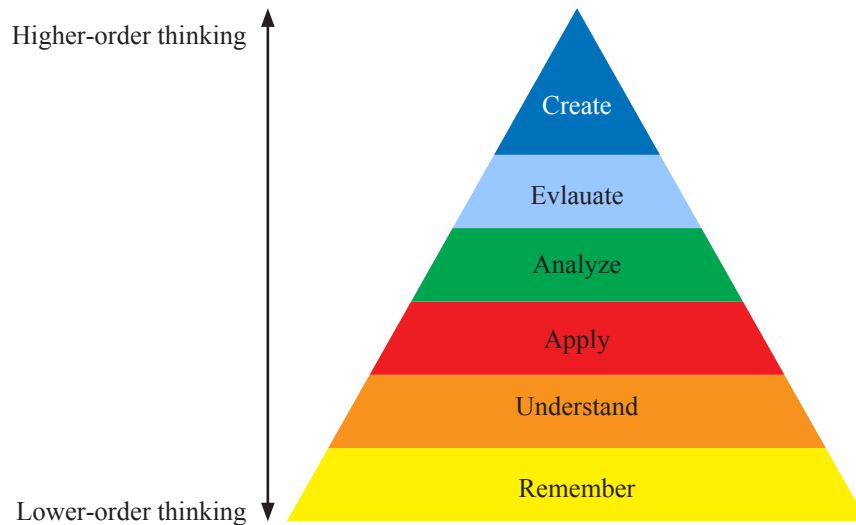 Higher-order thinking
Create
Evlauate
Analyze
Apply
Understand
Remember
Lower-order thinking